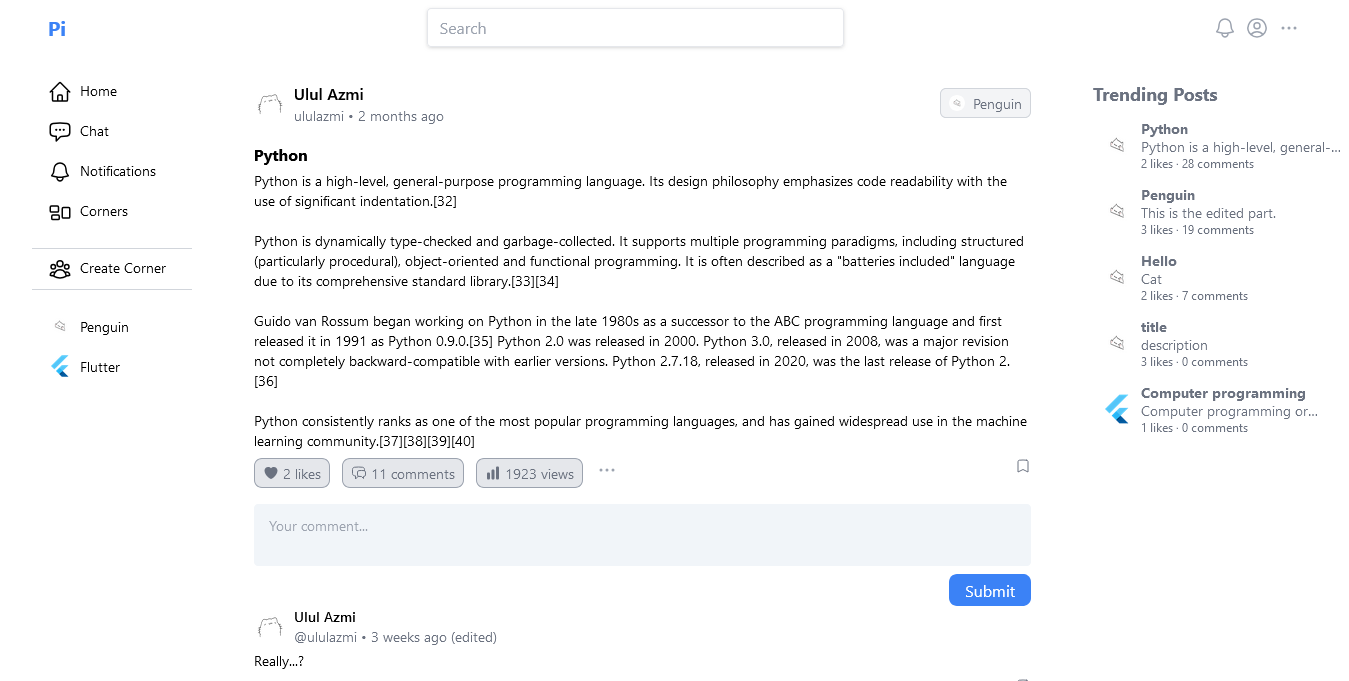 Pi
Search
Home
Chat
Notifications
Corners
Create Corner
Penguin
Flutter
Ulul Azmi
ululazmi • 2 months ago
Penguin
Python
Python is a high-level, general-purpose programming language. Its design philosophy emphasizes code readability with the
use of significant indentation.[32]
Python is dynamically type-checked and garbage-collected. It supports multiple programming paradigms, including structured
(particularly procedural), object-oriented and functional programming. It is often described as a "batteries included" language
due to its comprehensive standard library.[33][34]
Guido van Rossum began working on Python in the late 1980s as a successor to the ABC programming language and first
released it in 1991 as Python 0.9.0.[35] Python 2.0 was released in 2000. Python 3.0, released in 2008, was a major revision
not completely backward-compatible with earlier versions. Python 2.7.18, released in 2020, was the last release of Python 2.
[36]
Python consistently ranks as one of the most popular programming languages, and has gained widespread use in the machine
learning community.[37][38][39][40]
2 likes
11 comments
1923 views
Your comment...
Submit
Ulul Azmi
@ululazmi • 3 weeks ago (edited)
Really...?
Trending Posts
Python
Python is a high-level, general-...
2 likes · 28 comments
Penguin
This is the edited part.
3 likes · 19 comments
Hello
Cat
2 likes · 7 comments
title
description
3 likes · 0 comments
Computer programming
Computer programming or...
1 likes · 0 comments